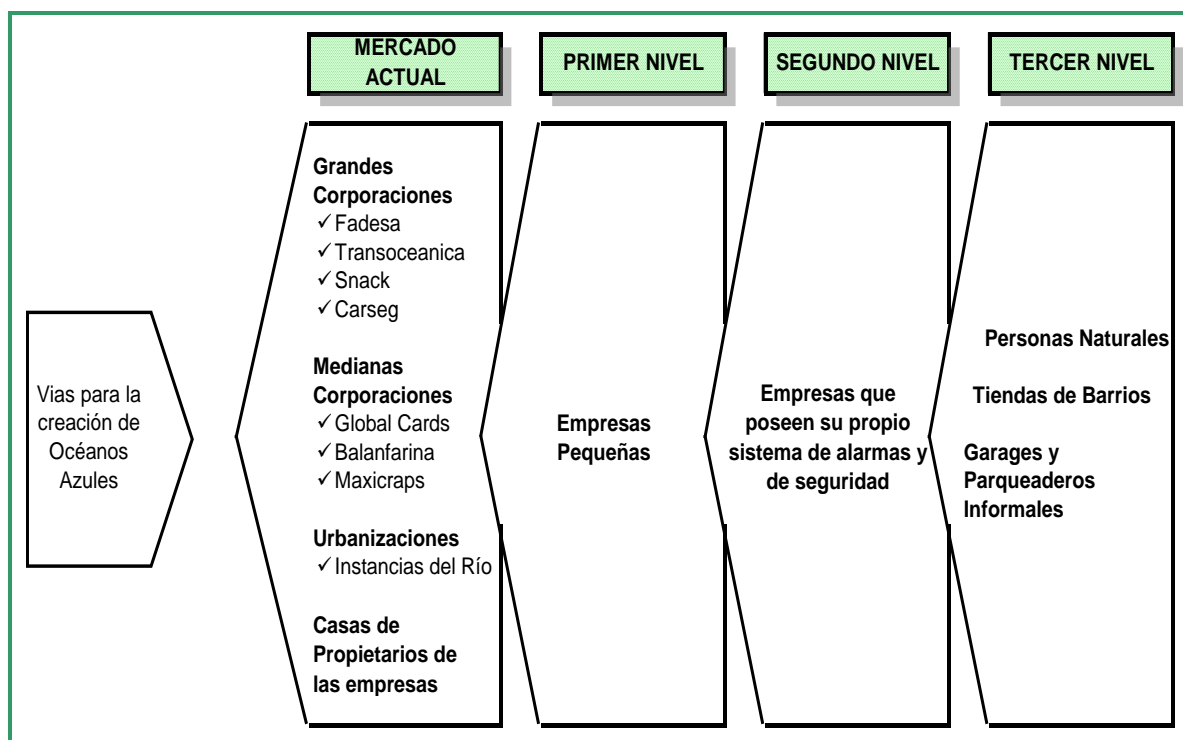 MERCADO
ACTUAL
PRIMER NIVEL
SEGUNDO NIVEL
TERCER NIVEL
Vias para la
creación de
Océanos
Azules
Grandes
Corporaciones
✓Fadesa
✓Transoceanica
✓Snack
✓Carseg
Medianas
Corporaciones
✓Global Cards
✓Balanfarina
✓Maxicraps
Urbanizaciones
✓Instancias del Río
Casas de
Propietarios de
las empresas
Empresas
Pequeñas
Empresas que
poseen su propio
sistema de alarmas y
de seguridad
Personas Naturales
Tiendas de Barrios
Garages y
Parqueaderos
Informales